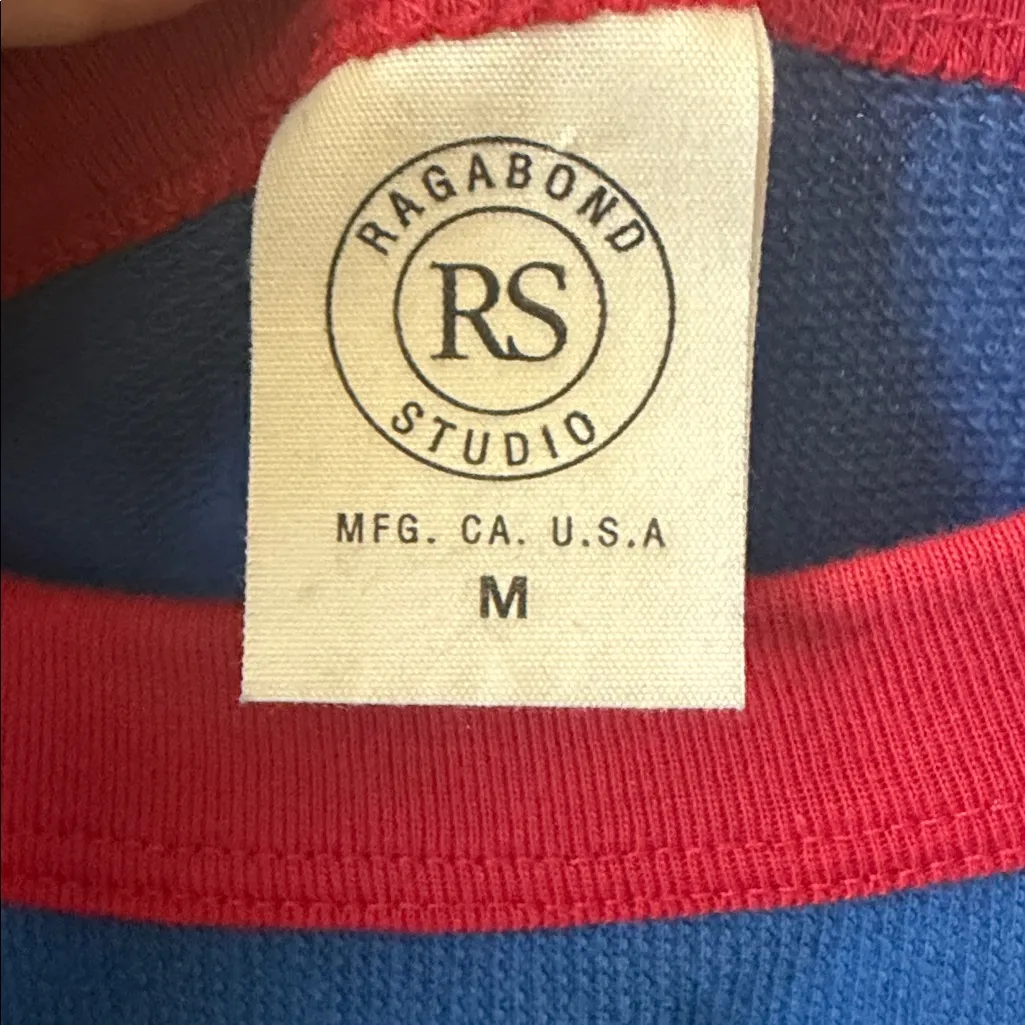 RAGABOND
RS
STUDIO
MFG. CA. U.S.A
M